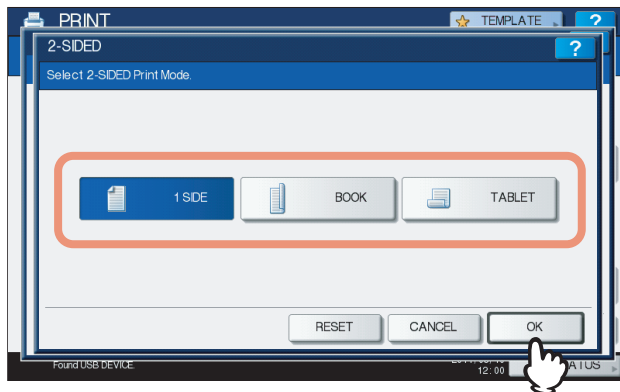 PRINT
TEMPLATE
?
2-SIDED
?
Select 2-SIDED Print Mode.
1 SIDE
BOOK
TABLET
RESET
CANCEL
OK
Found USB DEVICE.
12:00